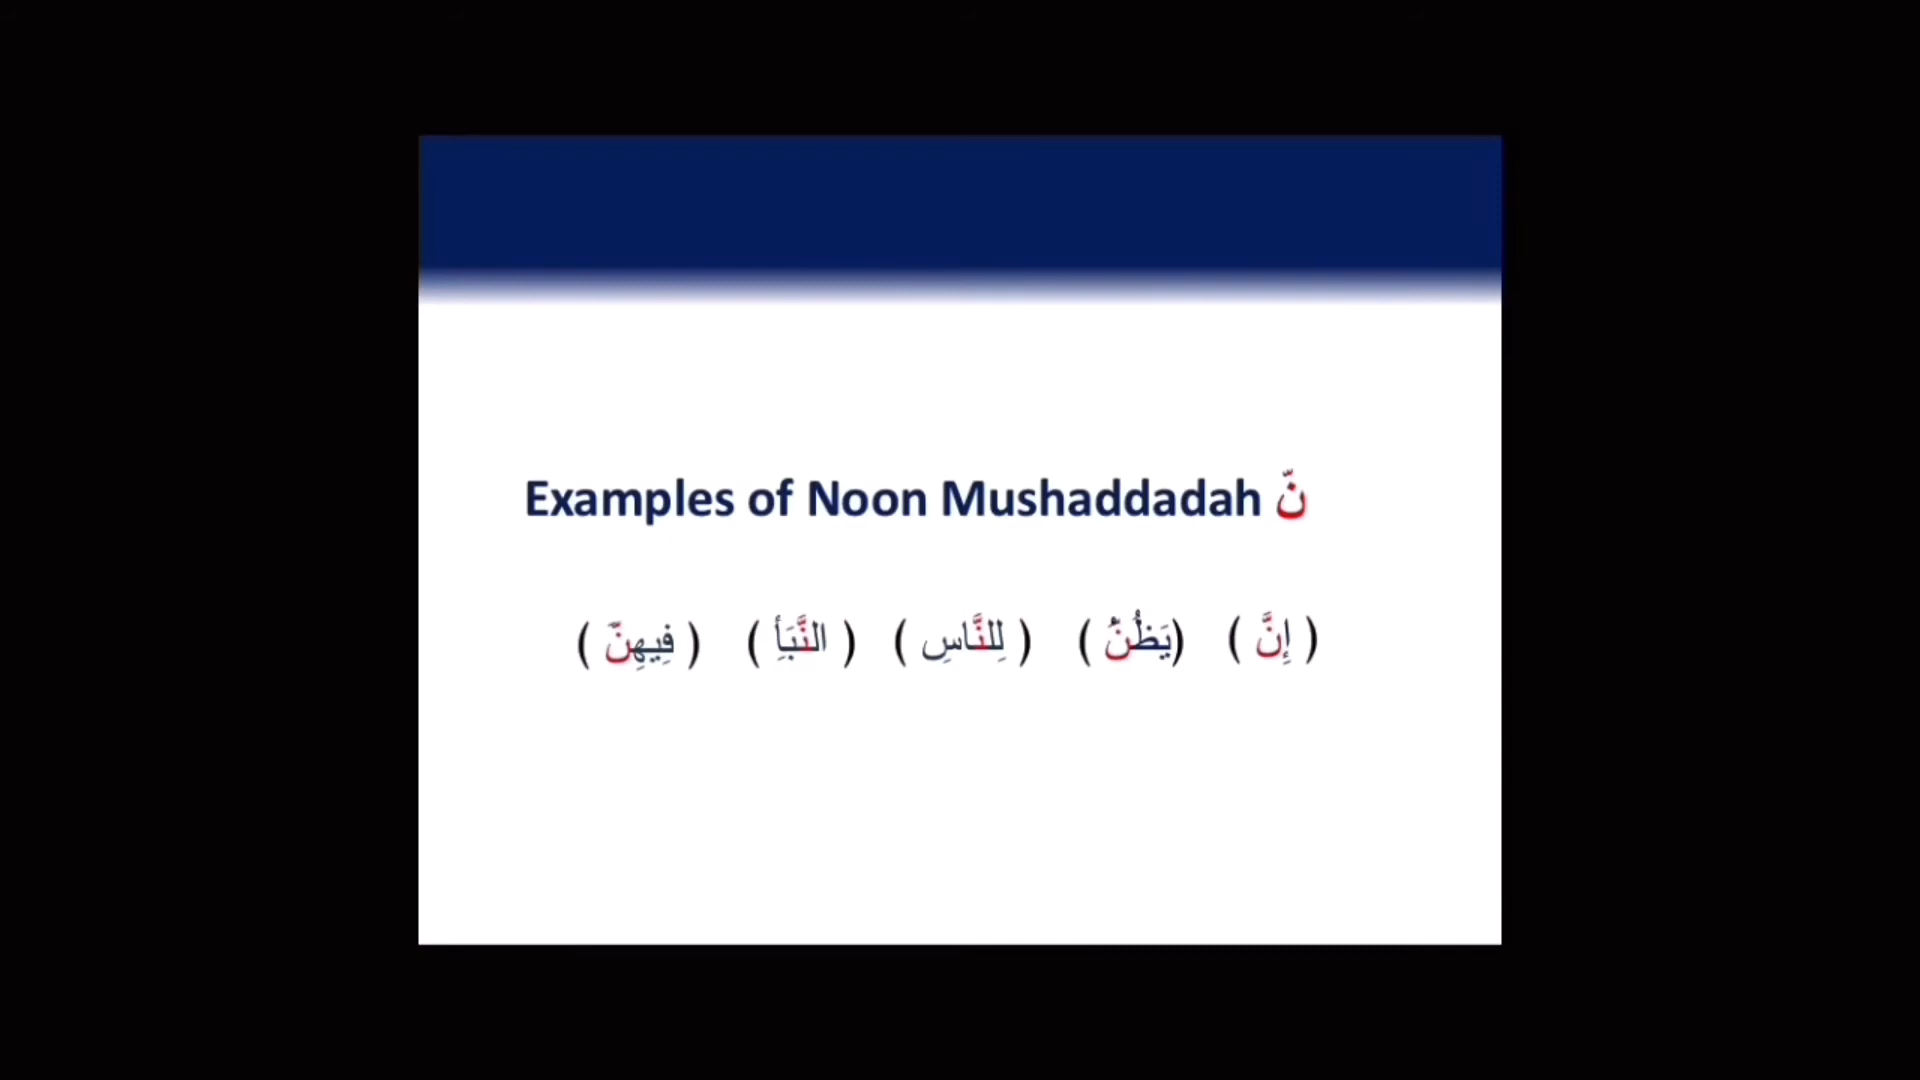 Examples of Noon Mushaddadah نّ
( إِنَّ ) (يَظُنُّ ) ( لِلنَّاسِ ) ( النَّبَأِ ) ( فِيهِنّ )